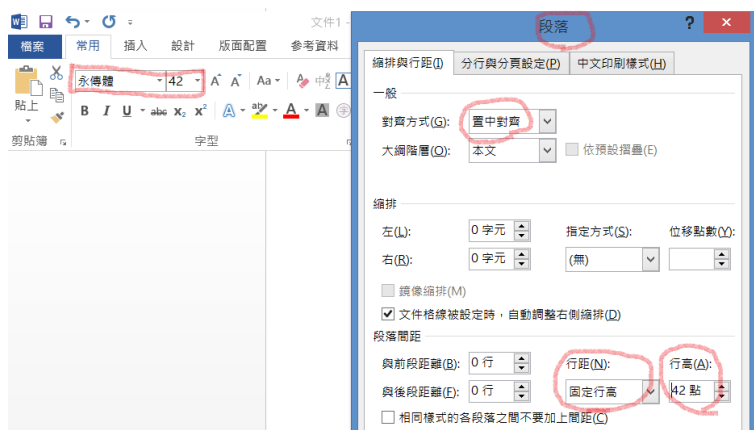 文件1 -
檔案 常用 插入 設計 版面配置 參考資料
永傳體 42 A A Aa
貼上 B I U abc X₂ X² A aby A A
剪貼簿 字型
段落 ?
縮排與行距(I) 分行與分頁設定(P) 中文印刷樣式(H)
一般
對齊方式(G): 置中對齊
大綱階層(O): 本文 依預設摺疊(E)
縮排
左(L): 0 字元 指定方式(S): 位移點數(Y):
右(R): 0 字元 (無)
鏡像縮排(M)
文件格線被設定時，自動調整右側縮排(D)
段落間距
與前段距離(B): 0 行 行距(N): 行高(A):
與後段距離(F): 0 行 固定行高 42 點
相同樣式的各段落之間不要加上間距(C)